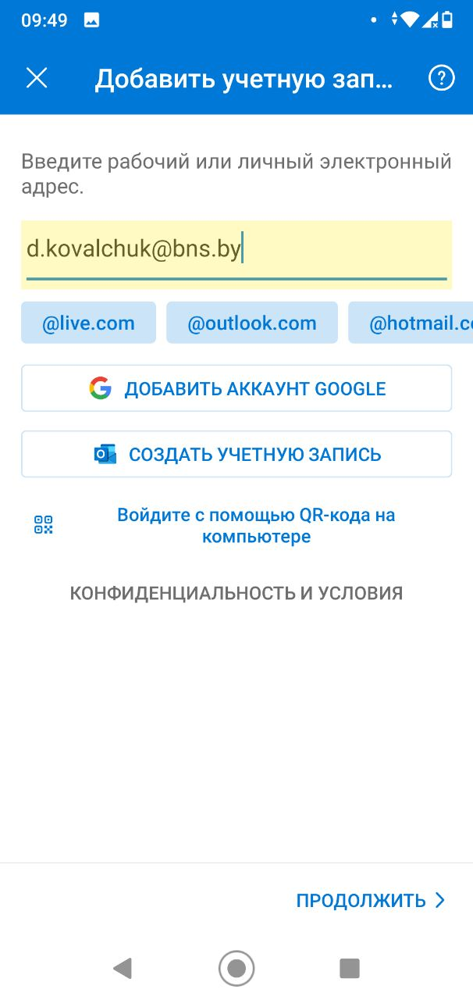 09:49
Добавить учетную зап...
Введите рабочий или личный электронный
адрес.
d.kovalchuk@bns.by
@live.com @outlook.com @hotmail.c
ДОБАВИТЬ АККАУНТ GOOGLE
СОЗДАТЬ УЧЕТНУЮ ЗАПИСЬ
Войдите с помощью QR-кода на
компьютере
КОНФИДЕНЦИАЛЬНОСТЬ И УСЛОВИЯ
ПРОДОЛЖИТЬ